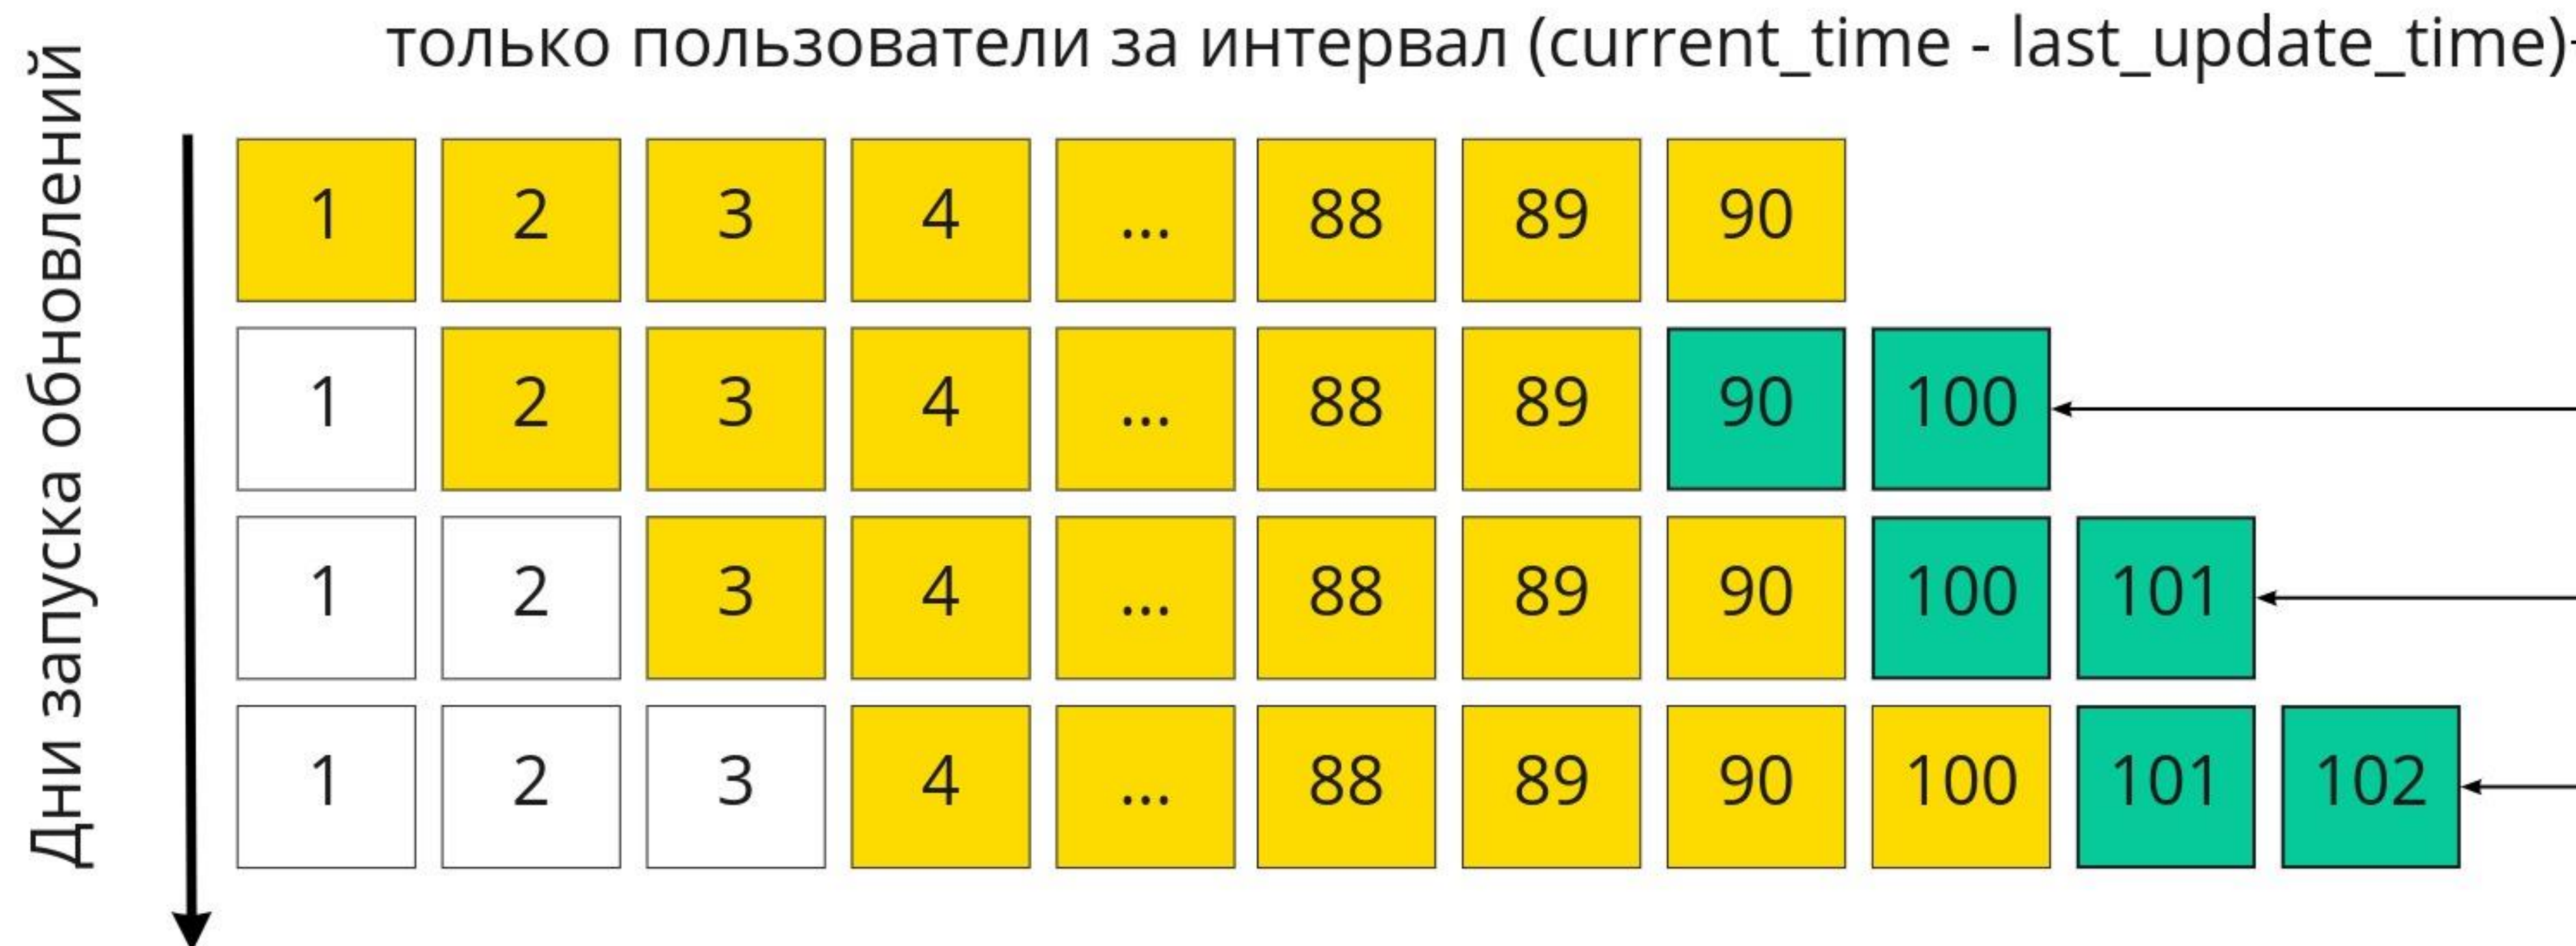 только пользователи за интервал (current_time - last_update_time)
Дни запуска обновлений
1 2 3 4 ... 88 89 90
1 2 3 4 ... 88 89 90 100
1 2 3 4 ... 88 89 90 100 101
1 2 3 4 ... 88 89 90 100 101 102